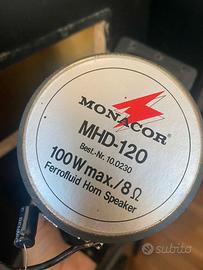 MONACOR
MHD-120
Best.-Nr. 10.0230
100W max./8Ω
Ferrofluid Horn Speaker
subito